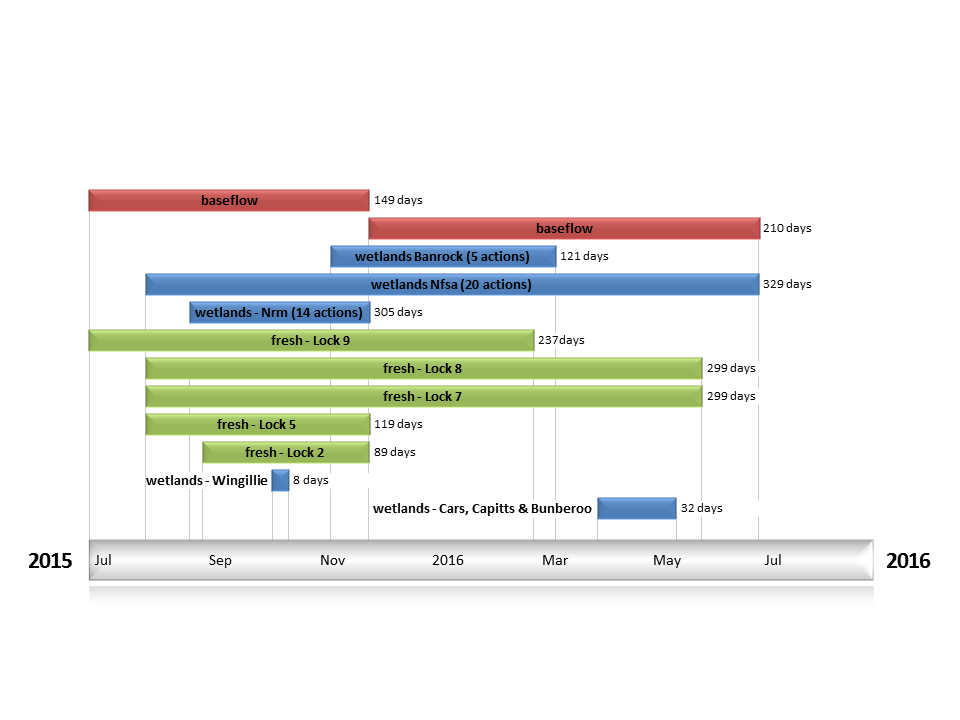 baseflow 149 days
baseflow 210 days
wetlands Banrock (5 actions) 121 days
wetlands Nfsa (20 actions) 329 days
wetlands - Nrm (14 actions) 305 days
fresh - Lock 9 237days
fresh - Lock 8 299 days
fresh - Lock 7 299 days
fresh - Lock 5 119 days
fresh - Lock 2 89 days
wetlands - Wingillie 8 days
wetlands - Cars, Capitts & Bunberoo 32 days
2015 Jul Sep Nov 2016 Mar May Jul 2016